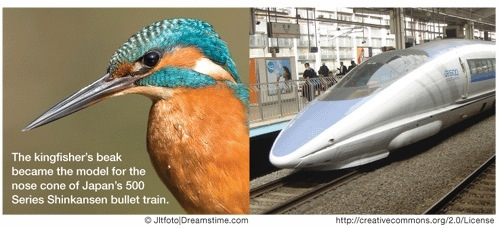 The kingfisher's beak
became the model for the
nose cone of Japan's 500
Series Shinkansen bullet train.
© Jltfoto|Dreamstime.com
http://creativecommons.org/2.0/License